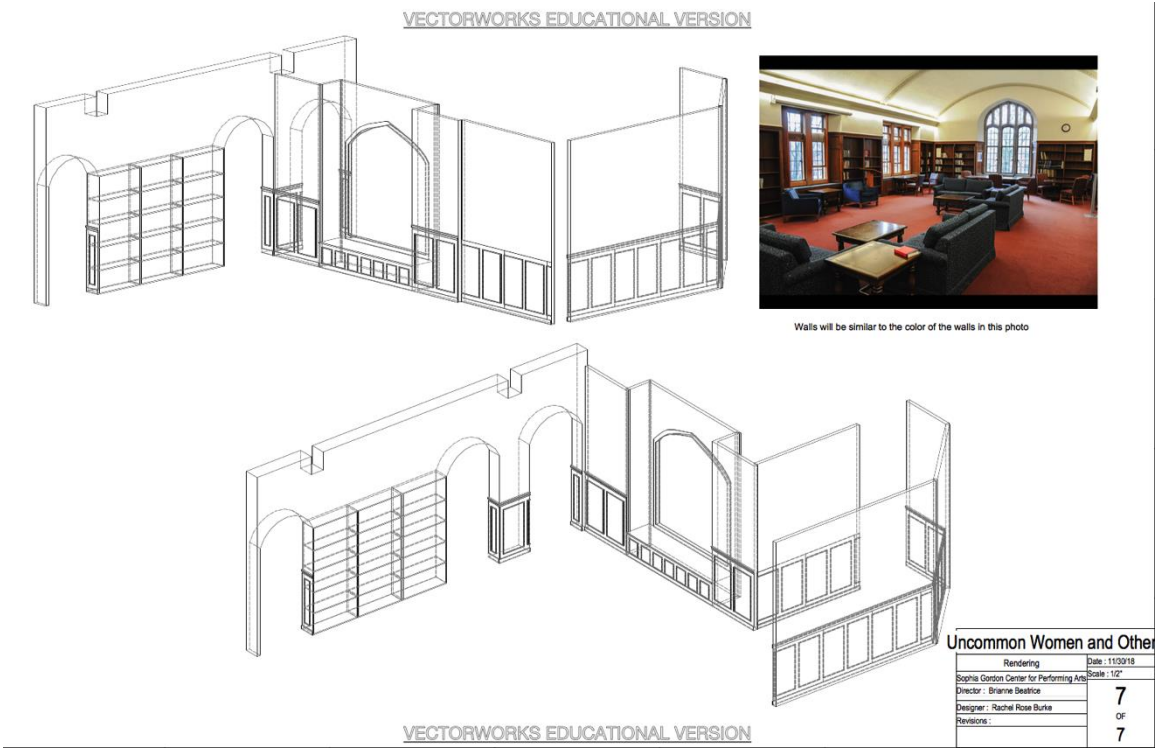 VECTORWORKS EDUCATIONAL VERSION
Walls will be similar to the color of the walls in this photo
Uncommon Women and Other
Rendering
Date : 11/30/18
Sophia Gordon Center for Performing Arts
Scale : 1/2"
Director : Brianne Beatrice
Designer : Rachel Rose Burke
Revisions :
7
OF
7
VECTORWORKS EDUCATIONAL VERSION